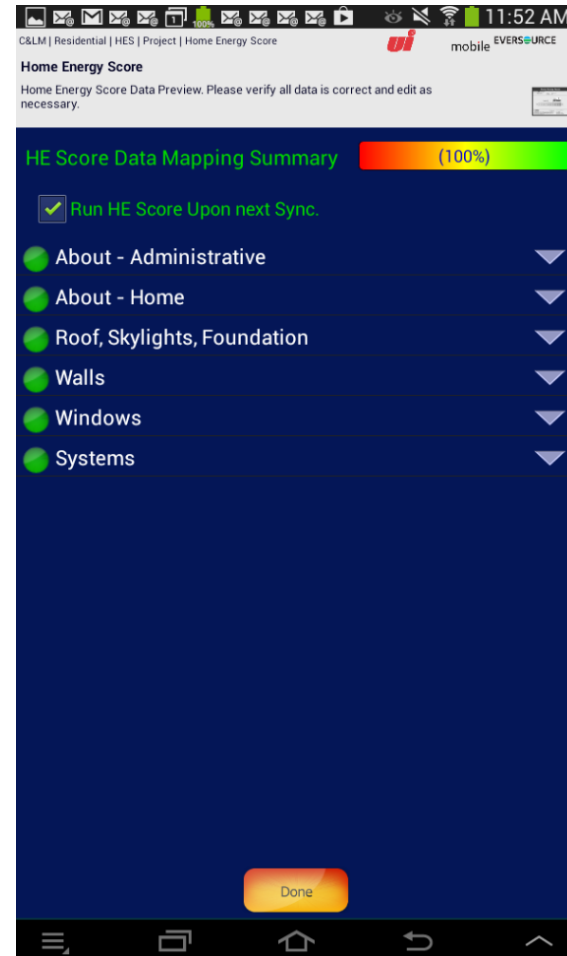 1
100%
11:52 AM
C&LM | Residential | HES | Project | Home Energy Score
ui
mobile EVERSOURCE
Home Energy Score
Home Energy Score Data Preview. Please verify all data is correct and edit as
necessary.
HE Score Data Mapping Summary
(100%)
Run HE Score Upon next Sync.
About - Administrative
About - Home
Roof, Skylights, Foundation
Walls
Windows
Systems
Done